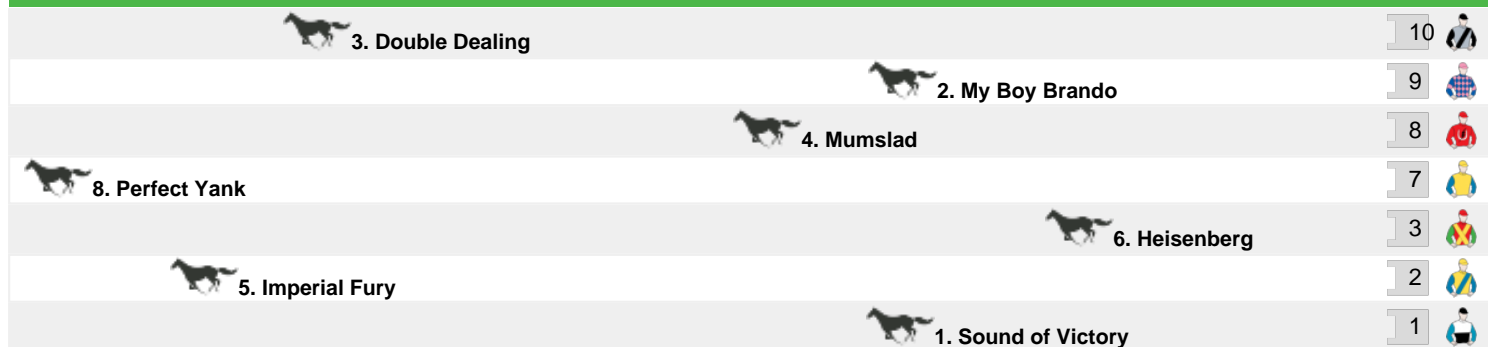 3. Double Dealing 10
2. My Boy Brando 9
4. Mumslad 8
8. Perfect Yank 7
6. Heisenberg 3
5. Imperial Fury 2
1. Sound of Victory 1